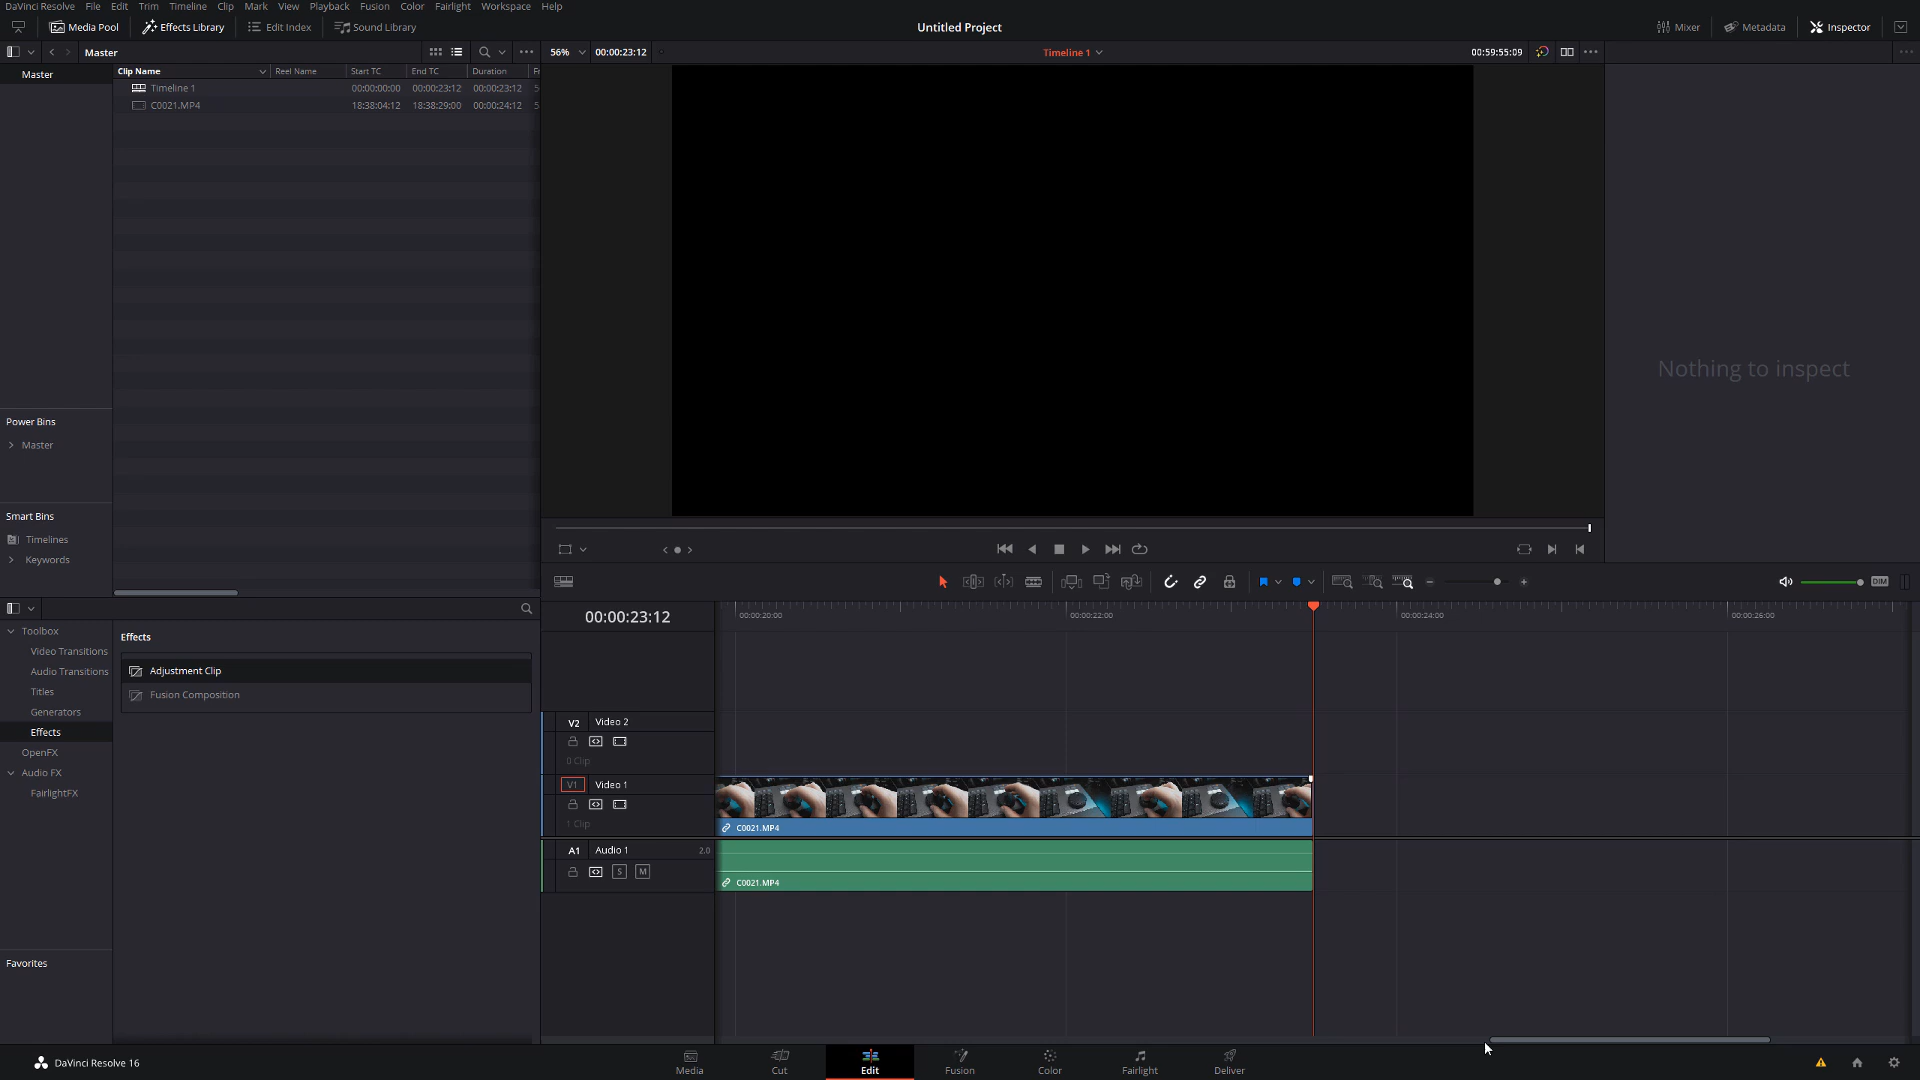 DaVinci Resolve File Edit Trim Timeline Clip Mark View Playback Fusion Color Fairlight Workspace Help
Media Pool Effects Library Edit Index Sound Library Untitled Project Mixer Metadata Inspector
Master 56% 00:00:23:12 Timeline 1 00:59:55:09
Master Clip Name Reel Name Start TC End TC Duration
Timeline 1 00:00:00:00 00:00:23:12 00:00:23:12
C0021.MP4 18:38:04:12 18:38:29:00 00:00:24:12
Nothing to inspect
Power Bins
Master
Smart Bins
Timelines
Keywords
DIM
00:00:23:12 00:00:20:00 00:00:22:00 00:00:24:00 00:00:26:00
Toolbox
Video Transitions
Audio Transitions
Titles
Generators
Effects
OpenFX
Audio FX
FairlightFX
Favorites
Effects
Adjustment Clip
Fusion Composition
V2 Video 2
0 Clip
V1 Video 1
1 Clip
C0021.MP4
A1 Audio 1 2.0
S M
C0021.MP4
DaVinci Resolve 16 Media Cut Edit Fusion Color Fairlight Deliver